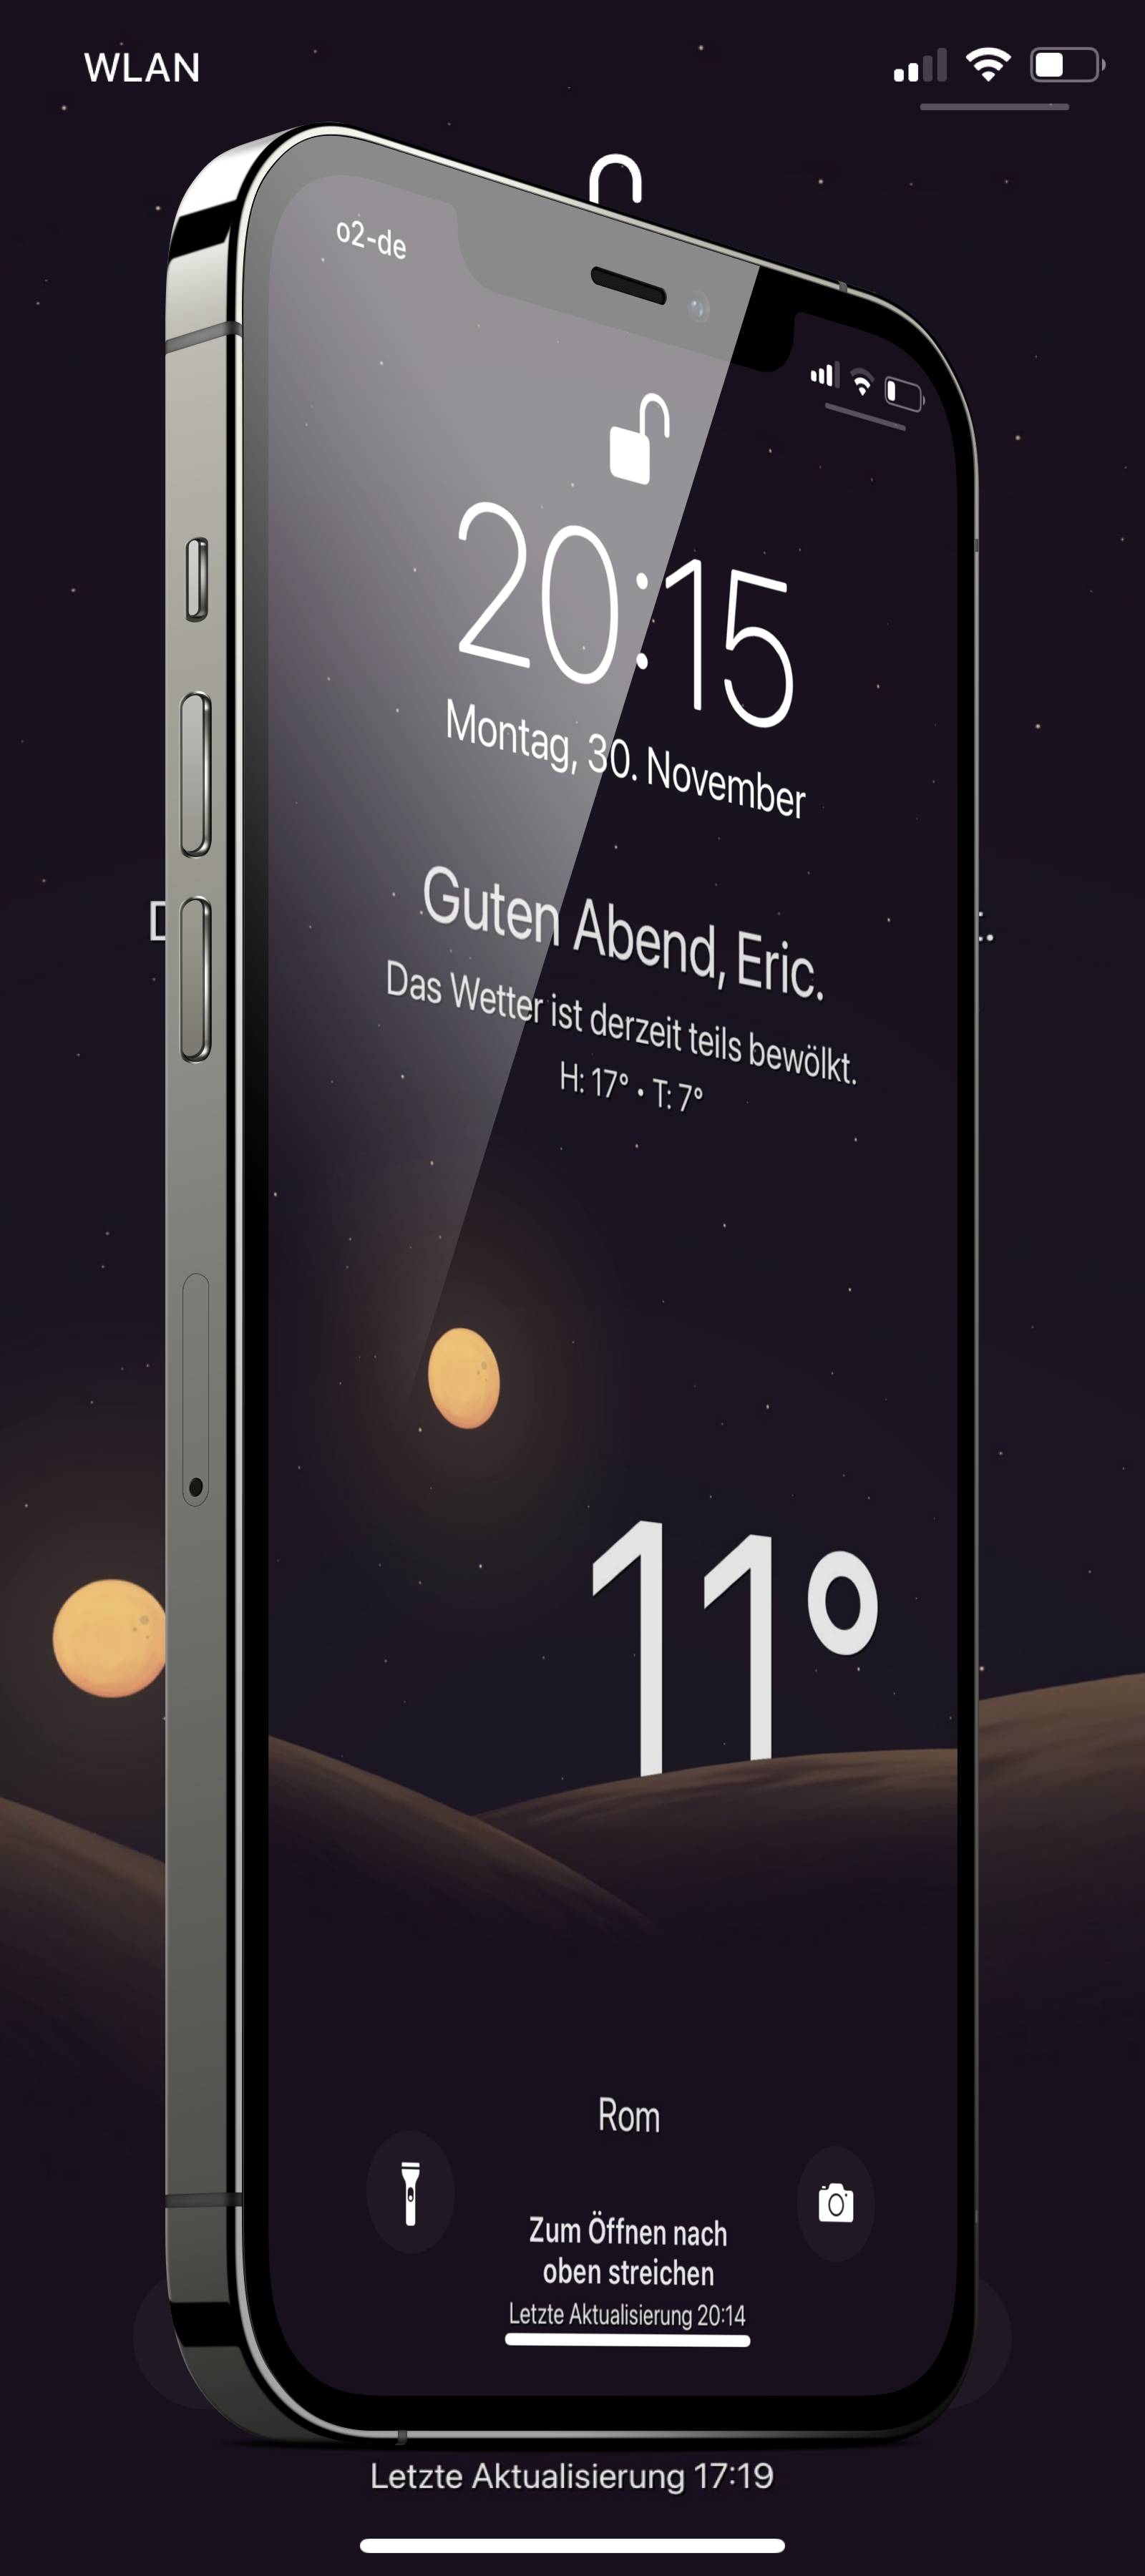 WLAN
o2-de
20:15
Montag, 30. November
Guten Abend, Eric.
Das Wetter ist derzeit teils bewölkt.
H: 17° • T: 7°
11°
Rom
Zum Öffnen nach
oben streichen
Letzte Aktualisierung 20:14
Letzte Aktualisierung 17:19